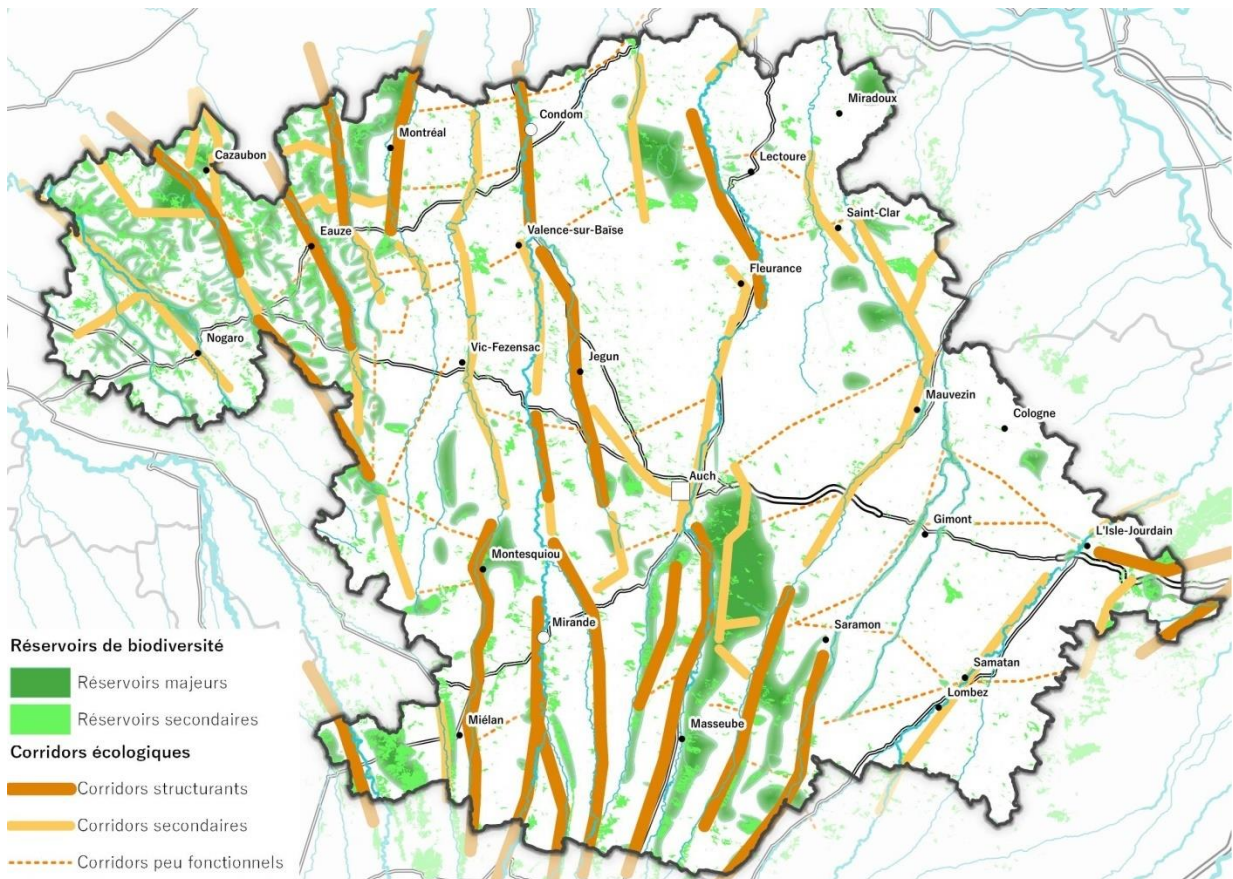 Miradoux
Condom
Montréal
Lectoure
Cazaubon
Saint-Clar
Eauze
Valence-sur-Baïse
Fleurance
Nogaro
Vic-Fezensac
Jegun
Mauvezin
Cologne
Auch
Gimont
L'Isle-Jourdain
Montesquiou
Mirande
Saramon
Samatan
Lombez
Miélan
Masseube
Réservoirs de biodiversité
Réservoirs majeurs
Réservoirs secondaires
Corridors écologiques
Corridors structurants
Corridors secondaires
Corridors peu fonctionnels